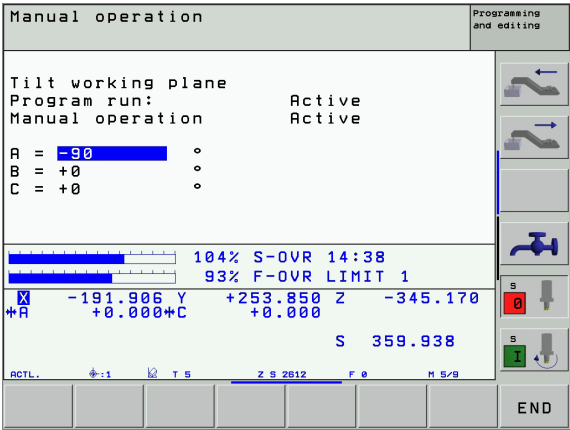 Manual operation
Programming
and editing
Tilt working plane
Program run: Active
Manual operation Active
A = -90 °
B = +0 °
C = +0 °
104% S-OVR 14:38
93% F-OVR LIMIT 1
X -191.906 Y +253.850 Z -345.170
A +0.000 C +0.000
S 359.938
ACTL. :1 T 5 Z S 2612 F 0 M 5/9
S
0
S
I
END